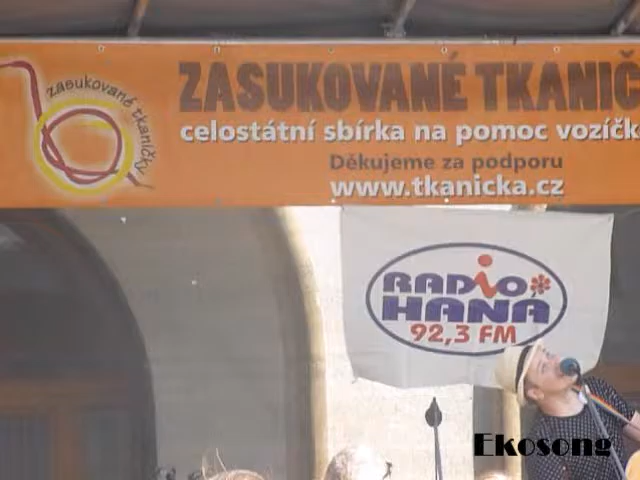 zasukované tkaničky
ZASUKOVANÉ TKANIČ
celostátní sbírka na pomoc vozíčk
Děkujeme za podporu
www.tkanicka.cz
RADIO
HANÁ
92,3 FM
Ekosong